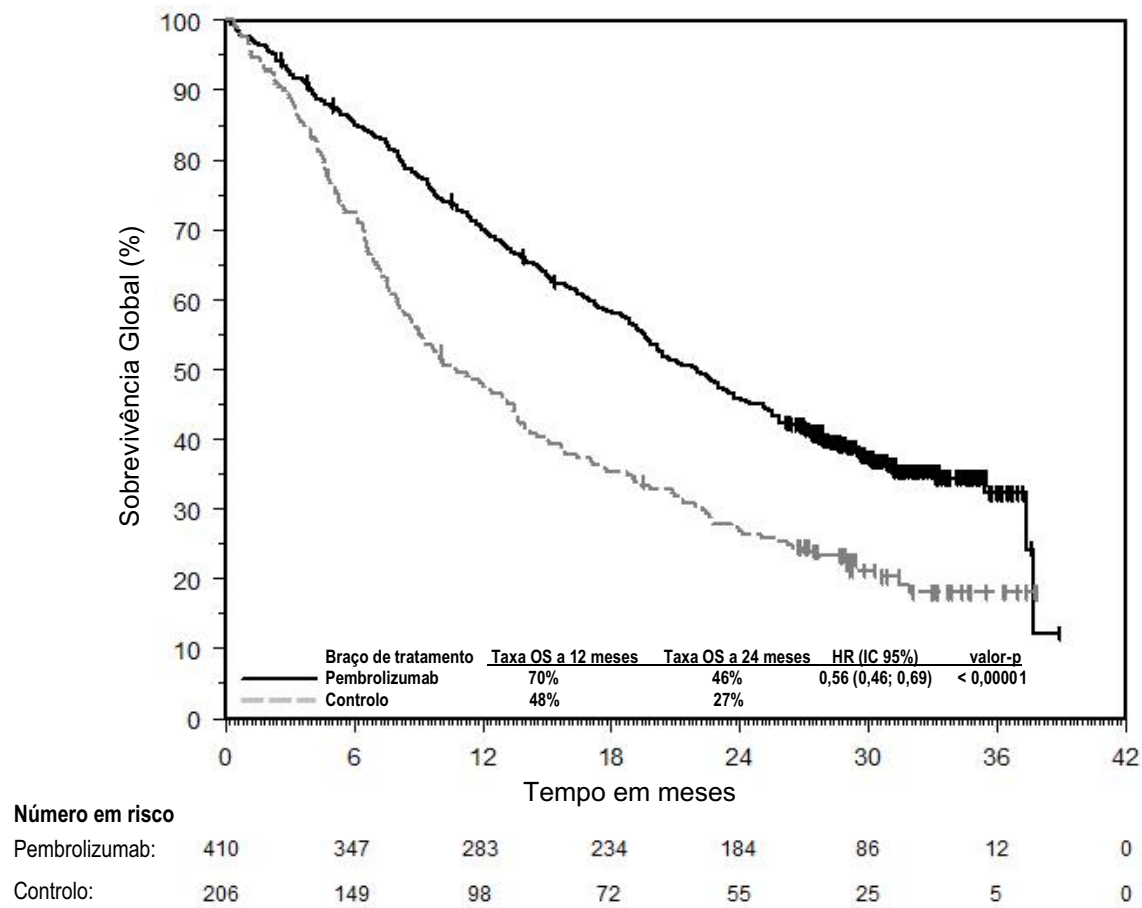 100
90
80
70
60
50
40
30
20
10
0
Sobrevivência Global (%)
Braço de tratamento Taxa OS a 12 meses Taxa OS a 24 meses HR (IC 95%) valor-p
Pembrolizumab 70% 46% 0,56 (0,46; 0,69) < 0,00001
Controlo 48% 27%
0 6 12 18 24 30 36 42
Tempo em meses
Número em risco
Pembrolizumab: 410 347 283 234 184 86 12 0
Controlo: 206 149 98 72 55 25 5 0